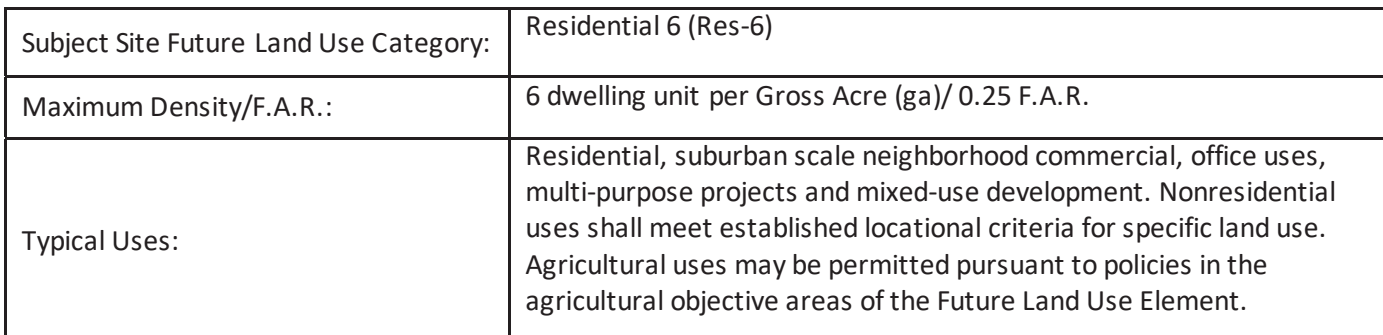 Subject Site Future Land Use Category:
Residential 6 (Res-6)
Maximum Density/F.A.R.:
6 dwelling unit per Gross Acre (ga)/ 0.25 F.A.R.
Typical Uses:
Residential, suburban scale neighborhood commercial, office uses,
multi-purpose projects and mixed-use development. Nonresidential
uses shall meet established locational criteria for specific land use.
Agricultural uses may be permitted pursuant to policies in the
agricultural objective areas of the Future Land Use Element.